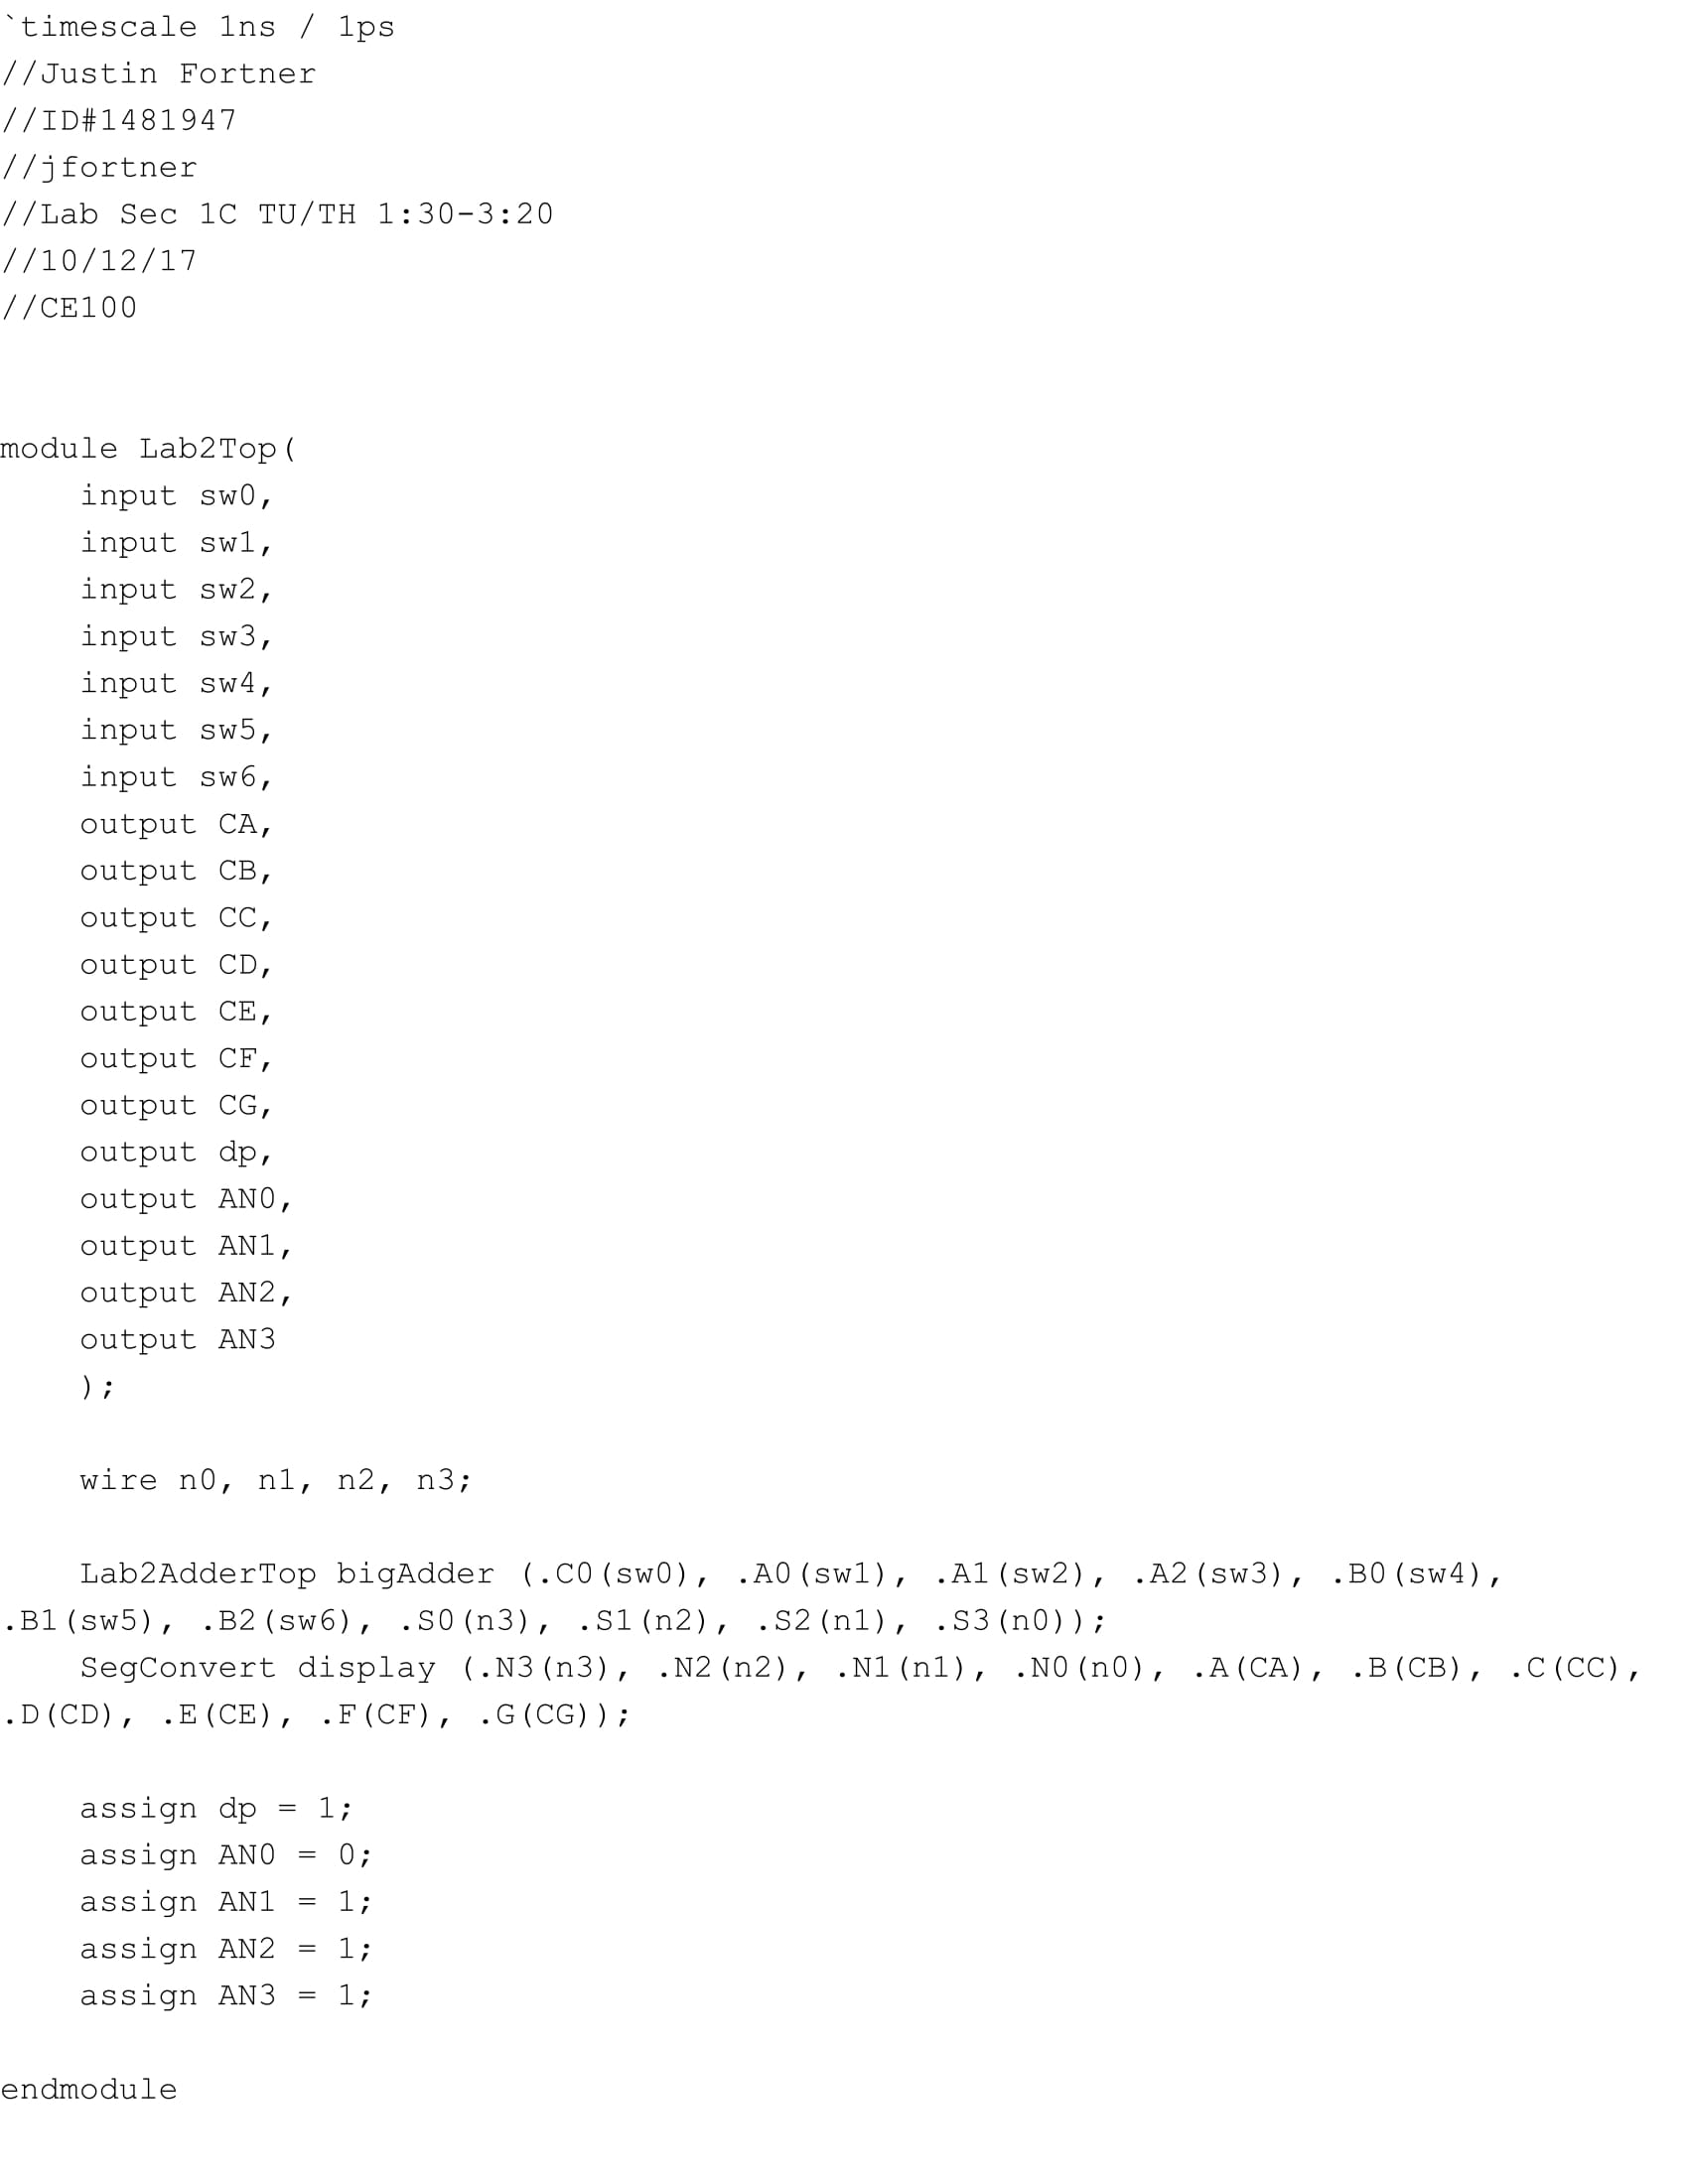 `timescale 1ns / 1ps
//Justin Fortner
//ID#1481947
//jfortner
//Lab Sec 1C TU/TH 1:30-3:20
//10/12/17
//CE100
module Lab2Top(
    input sw0,
    input sw1,
    input sw2,
    input sw3,
    input sw4,
    input sw5,
    input sw6,
    output CA,
    output CB,
    output CC,
    output CD,
    output CE,
    output CF,
    output CG,
    output dp,
    output AN0,
    output AN1,
    output AN2,
    output AN3
    );
    wire n0, n1, n2, n3;
    Lab2AdderTop bigAdder (.C0(sw0), .A0(sw1), .A1(sw2), .A2(sw3), .B0(sw4),
.B1(sw5), .B2(sw6), .S0(n3), .S1(n2), .S2(n1), .S3(n0));
    SegConvert display (.N3(n3), .N2(n2), .N1(n1), .N0(n0), .A(CA), .B(CB), .C(CC),
.D(CD), .E(CE), .F(CF), .G(CG));
    assign dp = 1;
    assign AN0 = 0;
    assign AN1 = 1;
    assign AN2 = 1;
    assign AN3 = 1;
endmodule